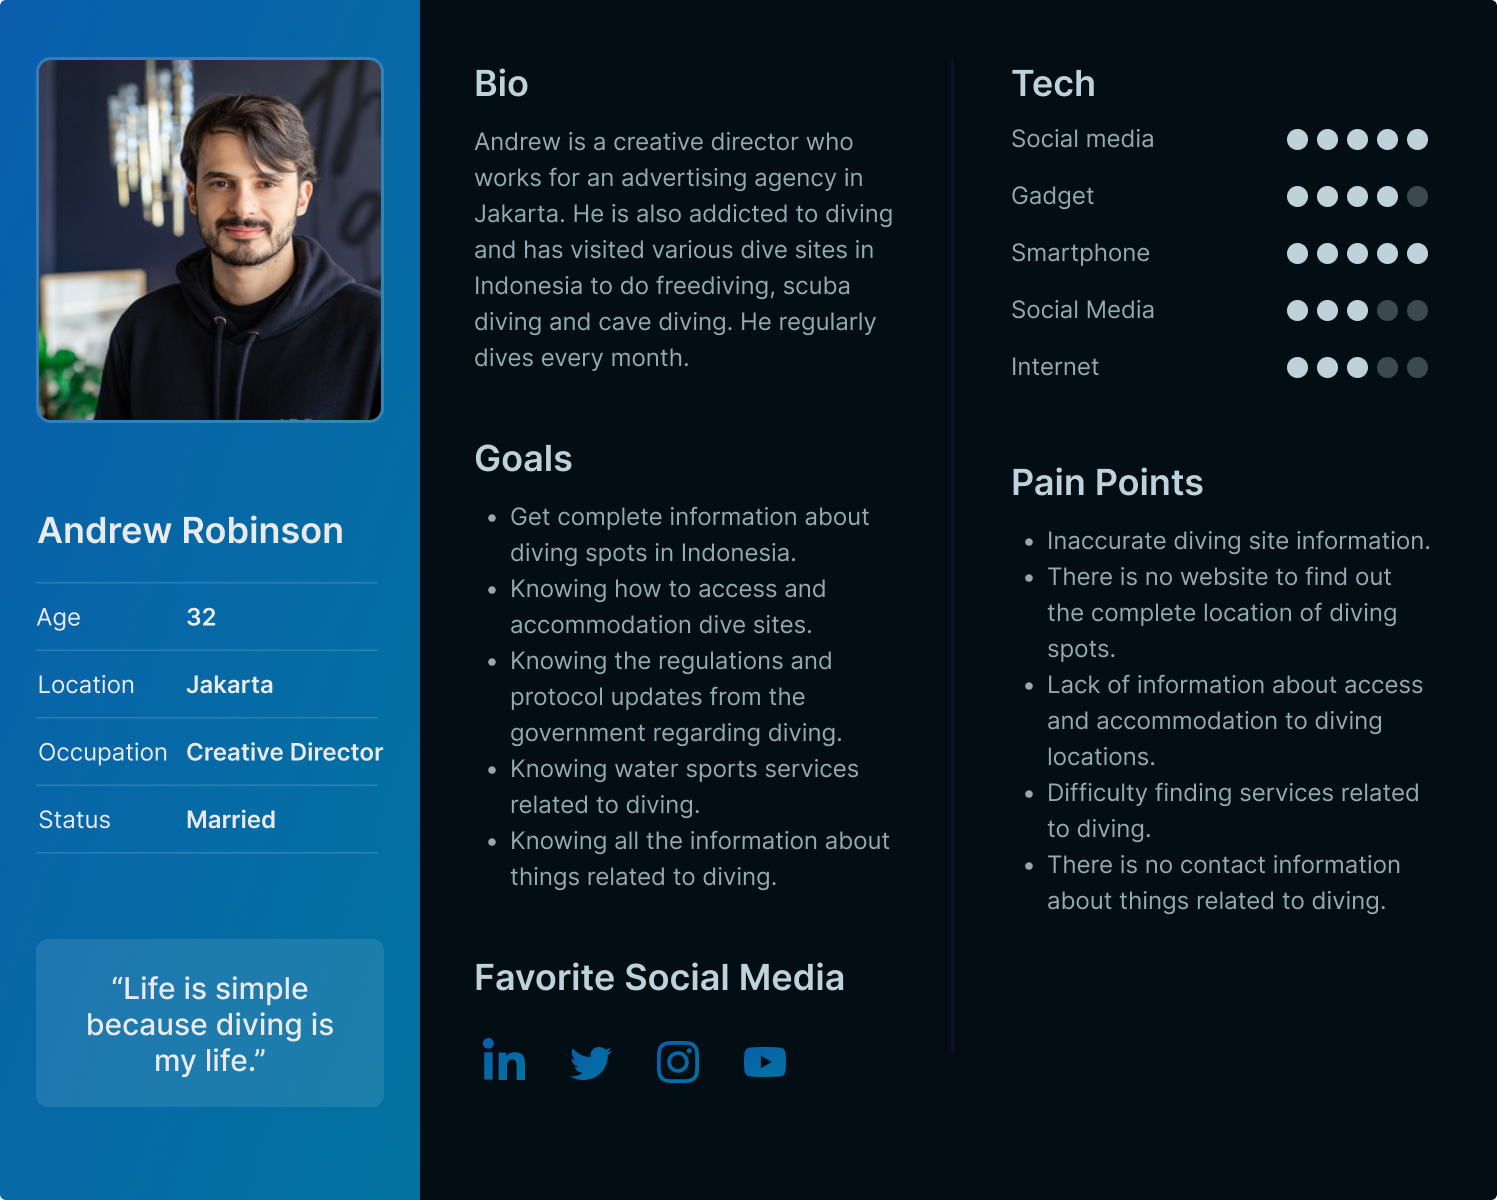 Andrew Robinson
Age 32
Location Jakarta
Occupation Creative Director
Status Married
“Life is simple
because diving is
my life.”
Bio
Andrew is a creative director who
works for an advertising agency in
Jakarta. He is also addicted to diving
and has visited various dive sites in
Indonesia to do freediving, scuba
diving and cave diving. He regularly
dives every month.
Goals
• Get complete information about
diving spots in Indonesia.
• Knowing how to access and
accommodation dive sites.
• Knowing the regulations and
protocol updates from the
government regarding diving.
• Knowing water sports services
related to diving.
• Knowing all the information about
things related to diving.
Favorite Social Media
in
Tech
Social media
Gadget
Smartphone
Social Media
Internet
Pain Points
• Inaccurate diving site information.
• There is no website to find out
the complete location of diving
spots.
• Lack of information about access
and accommodation to diving
locations.
• Difficulty finding services related
to diving.
• There is no contact information
about things related to diving.